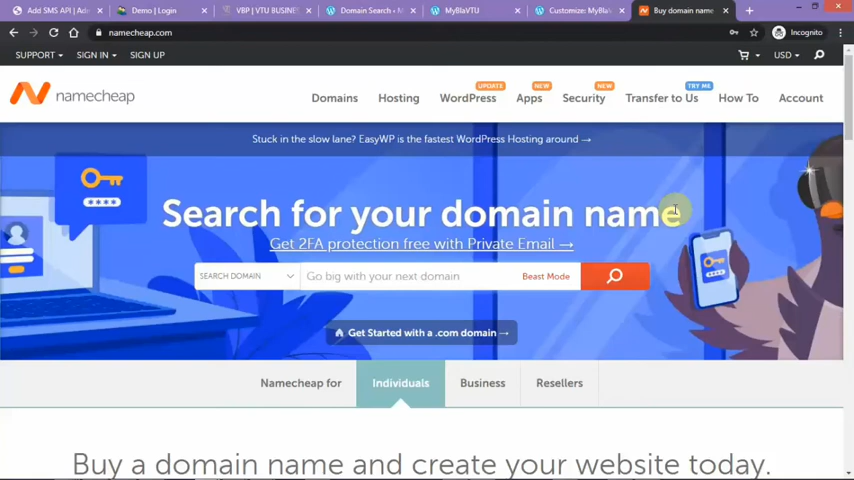 Add SMS API | Ad
Demo | Login
VBP | VTU BUSINE
Domain Search ‹ M
MyBlaVTU
Customize: MyBla
Buy domain name
namecheap.com
Incognito
SUPPORT
SIGN IN
SIGN UP
USD
namecheap
Domains
Hosting
UPDATE
WordPress
NEW
Apps
NEW
Security
TRY ME
Transfer to Us
How To
Account
Stuck in the slow lane? EasyWP is the fastest WordPress Hosting around →
Search for your domain name
Get 2FA protection free with Private Email →
SEARCH DOMAIN
Go big with your next domain
Beast Mode
Get Started with a .com domain →
Namecheap for
Individuals
Business
Resellers
Buy a domain name and create your website today.